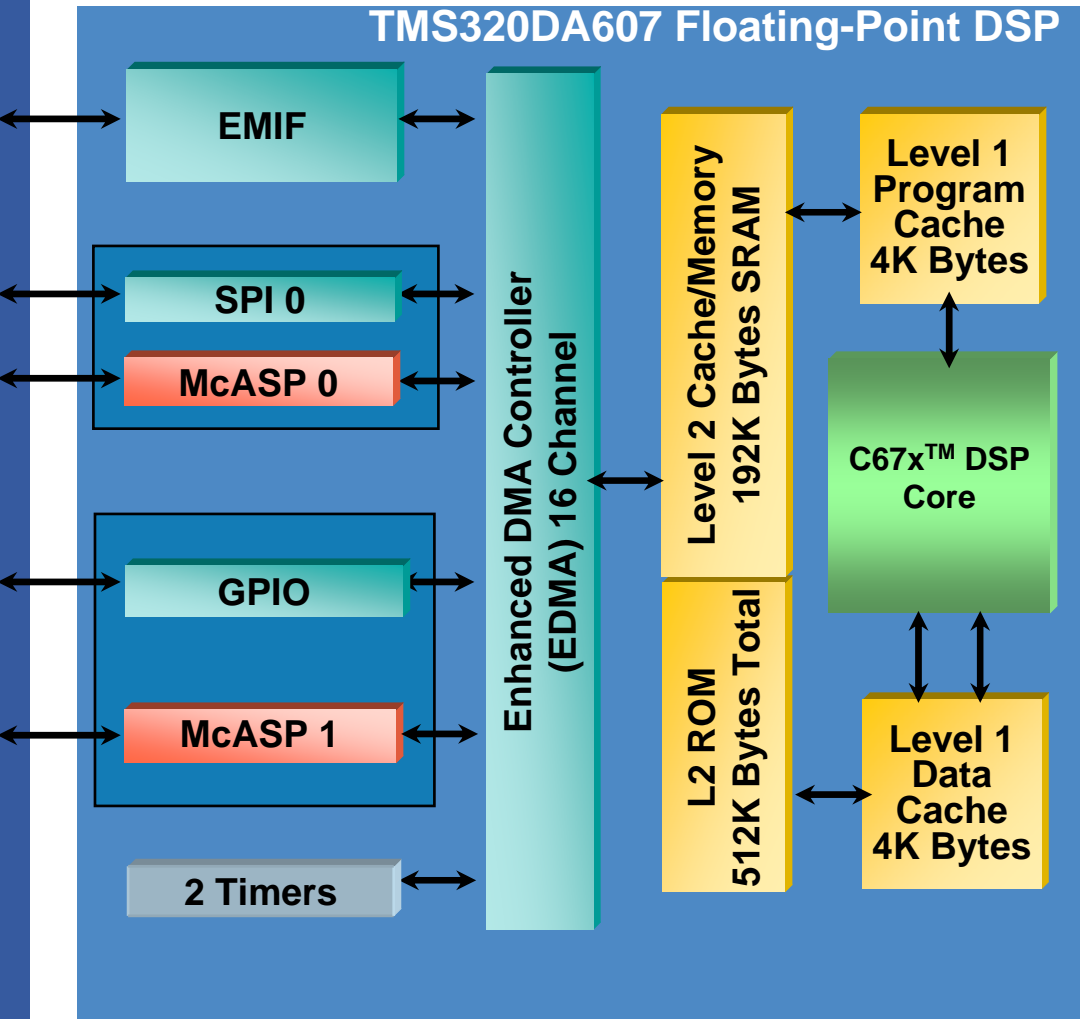 TMS320DA607 Floating-Point DSP
EMIF
SPI 0
McASP 0
GPIO
McASP 1
2 Timers
Enhanced DMA Controller
(EDMA) 16 Channel
Level 2 Cache/Memory
192K Bytes SRAM
L2 ROM
512K Bytes Total
Level 1
Program
Cache
4K Bytes
C67x™ DSP
Core
Level 1
Data
Cache
4K Bytes